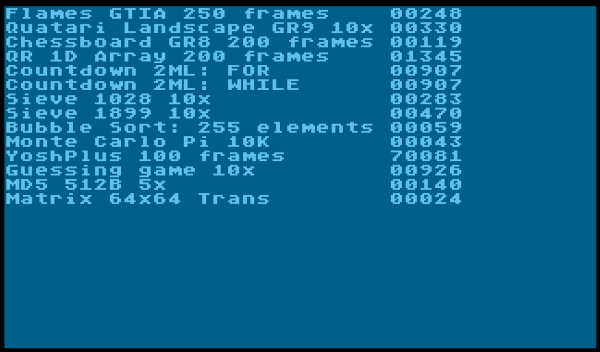 Flames GTIA 250 frames 00248
Quatari Landscape GR9 10x 00330
Chessboard GR8 200 frames 00119
QR 1D Array 200 frames 01345
Countdown 2ML: FOR 00907
Countdown 2ML: WHILE 00907
Sieve 1028 10x 00283
Sieve 1899 10x 00470
Bubble Sort: 255 elements 00059
Monte Carlo Pi 10K 00043
YoshPlus 100 frames 70081
Guessing game 10x 00926
MD5 512B 5x 00140
Matrix 64x64 Trans 00024